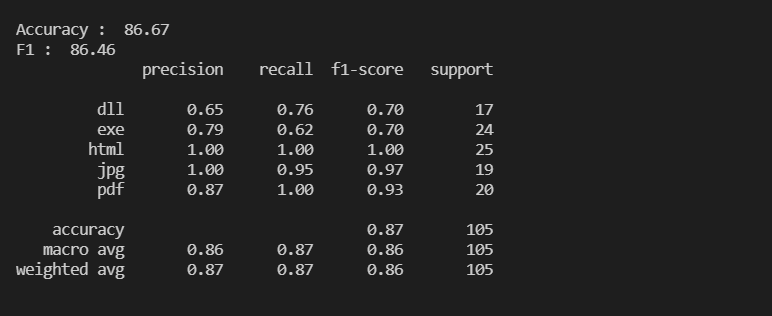 Accuracy :  86.67
F1 :  86.46
              precision    recall  f1-score   support

         dll       0.65      0.76      0.70        17
         exe       0.79      0.62      0.70        24
        html       1.00      1.00      1.00        25
         jpg       1.00      0.95      0.97        19
         pdf       0.87      1.00      0.93        20

    accuracy                           0.87       105
   macro avg       0.86      0.87      0.86       105
weighted avg       0.87      0.87      0.86       105